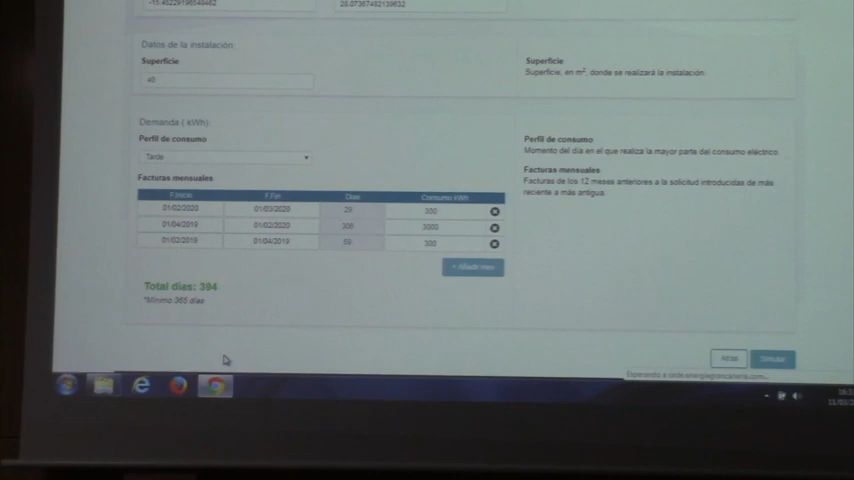 Datos de la instalación
Superficie
40
Superficie
Superficie, en m², donde se realizará la instalación.
Demanda ( kWh)
Perfil de consumo
Tarde
Perfil de consumo
Momento del día en el que realiza la mayor parte del consumo eléctrico.
Facturas mensuales
Facturas mensuales
Facturas de los 12 meses anteriores a la solicitud introducidas de más
reciente a más antigua.
F.Inicio F.Fin Días Consumo kWh
01/02/2020 01/03/2020 29 300
01/04/2019 01/02/2020 306 3000
01/02/2019 01/04/2019 59 300
+ Añadir mes
Total días: 394
*Mínimo 365 días
Atrás Simular
Esperando a